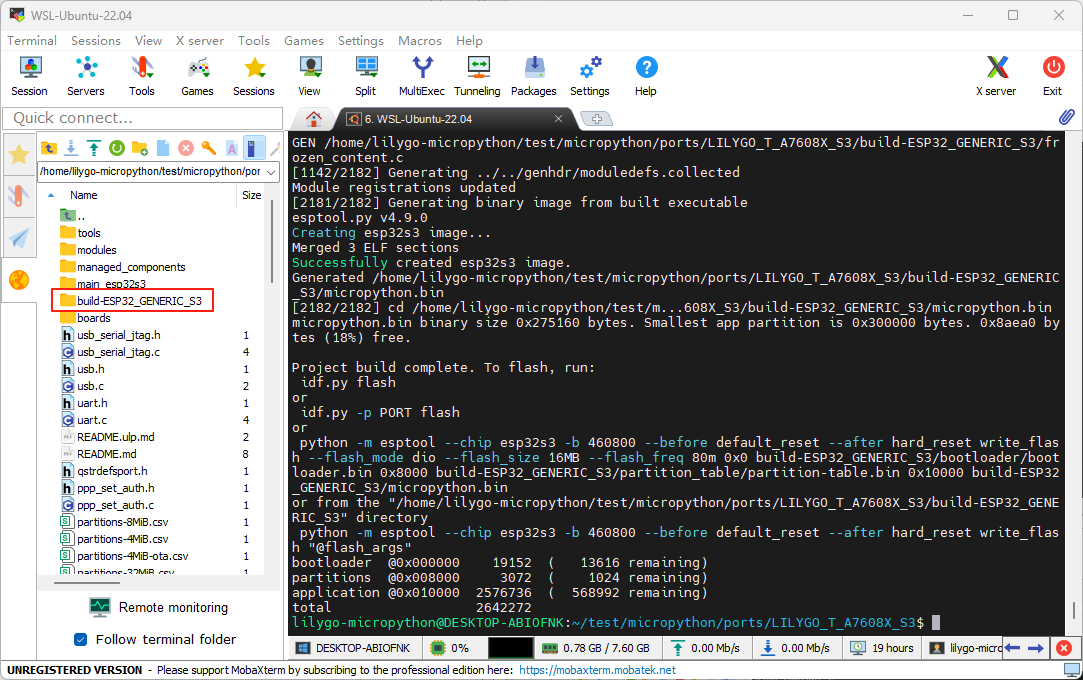 WSL-Ubuntu-22.04
Terminal Sessions View X server Tools Games Settings Macros Help
Session Servers Tools Games Sessions View Split MultiExec Tunneling Packages Settings Help X server Exit
Quick connect...
6. WSL-Ubuntu-22.04
/home/lilygo-micropython/test/micropython/por
Name Size
..
tools
modules
managed_components
main_esp32s3
build-ESP32_GENERIC_S3
boards
usb_serial_jtag.h 1
usb_serial_jtag.c 4
usb.h 1
usb.c 2
uart.h 1
uart.c 4
README.ulp.md 2
README.md 8
qstrdefsport.h 1
ppp_set_auth.h 1
ppp_set_auth.c 1
partitions-8MiB.csv 1
partitions-4MiB.csv 1
partitions-4MiB-ota.csv 1
partitions-32MiB.csv 1
Remote monitoring
Follow terminal folder
GEN /home/lilygo-micropython/test/micropython/ports/LILYGO_T_A7608X_S3/build-ESP32_GENERIC_S3/fr
ozen_content.c
[1142/2182] Generating ../../genhdr/moduledefs.collected
Module registrations updated
[2181/2182] Generating binary image from built executable
esptool.py v4.9.0
Creating esp32s3 image...
Merged 3 ELF sections
Successfully created esp32s3 image.
Generated /home/lilygo-micropython/test/micropython/ports/LILYGO_T_A7608X_S3/build-ESP32_GENERIC
_S3/micropython.bin
[2182/2182] cd /home/lilygo-micropython/test/m...608X_S3/build-ESP32_GENERIC_S3/micropython.bin
micropython.bin binary size 0x275160 bytes. Smallest app partition is 0x300000 bytes. 0x8aea0 by
tes (18%) free.
Project build complete. To flash, run:
idf.py flash
or
idf.py -p PORT flash
or
python -m esptool --chip esp32s3 -b 460800 --before default_reset --after hard_reset write_flas
h --flash_mode dio --flash_size 16MB --flash_freq 80m 0x0 build-ESP32_GENERIC_S3/bootloader/boot
loader.bin 0x8000 build-ESP32_GENERIC_S3/partition_table/partition-table.bin 0x10000 build-ESP32
_GENERIC_S3/micropython.bin
or from the "/home/lilygo-micropython/test/micropython/ports/LILYGO_T_A7608X_S3/build-ESP32_GENE
RIC_S3" directory
python -m esptool --chip esp32s3 -b 460800 --before default_reset --after hard_reset write_flas
h "@flash_args"
bootloader @0x000000 19152 ( 13616 remaining)
partitions @0x008000 3072 ( 1024 remaining)
application @0x010000 2576736 ( 568992 remaining)
total 2642272
lilygo-micropython@DESKTOP-ABIOFNK:~/test/micropython/ports/LILYGO_T_A7608X_S3$
DESKTOP-ABIOFNK 0% 0.78 GB / 7.60 GB 0.00 Mb/s 0.00 Mb/s 19 hours lilygo-micro
UNREGISTERED VERSION - Please support MobaXterm by subscribing to the professional edition here: https://mobaxterm.mobatek.net